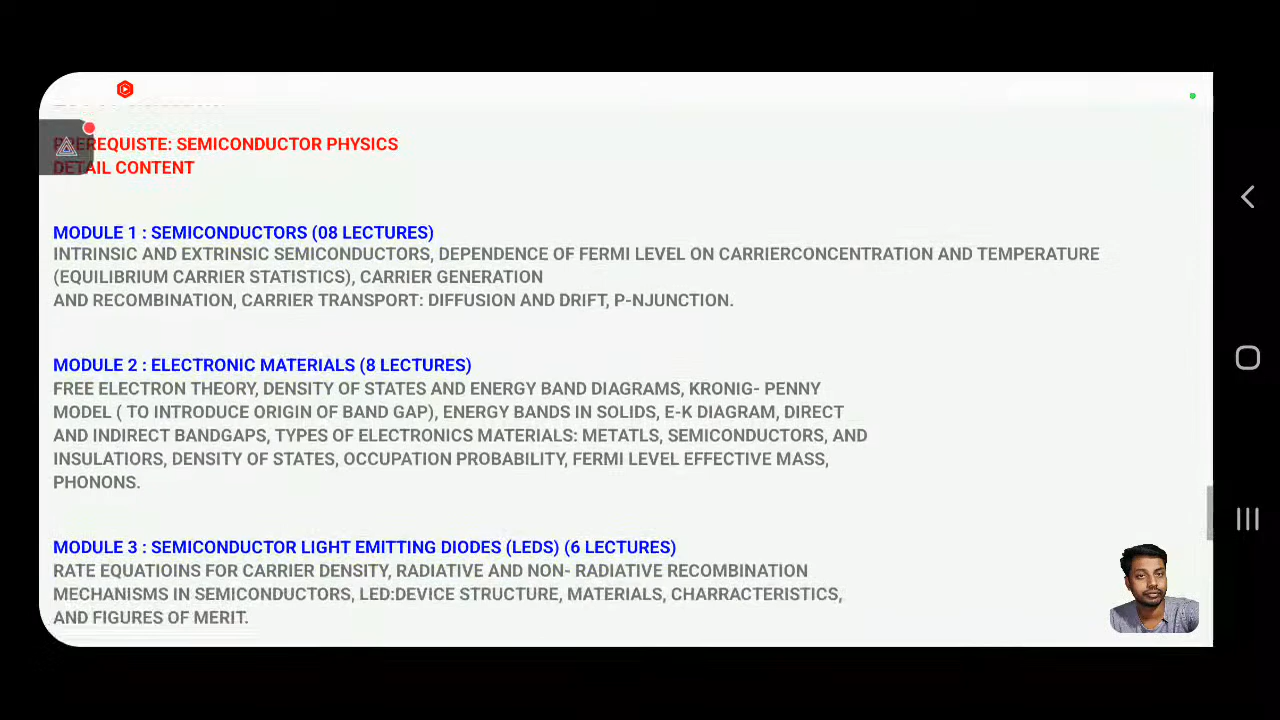 REREQUISTE: SEMICONDUCTOR PHYSICS
DETAIL CONTENT
MODULE 1 : SEMICONDUCTORS (08 LECTURES)
INTRINSIC AND EXTRINSIC SEMICONDUCTORS, DEPENDENCE OF FERMI LEVEL ON CARRIERCONCENTRATION AND TEMPERATURE
(EQUILIBRIUM CARRIER STATISTICS), CARRIER GENERATION
AND RECOMBINATION, CARRIER TRANSPORT: DIFFUSION AND DRIFT, P-NJUNCTION.
MODULE 2 : ELECTRONIC MATERIALS (8 LECTURES)
FREE ELECTRON THEORY, DENSITY OF STATES AND ENERGY BAND DIAGRAMS, KRONIG- PENNY
MODEL ( TO INTRODUCE ORIGIN OF BAND GAP), ENERGY BANDS IN SOLIDS, E-K DIAGRAM, DIRECT
AND INDIRECT BANDGAPS, TYPES OF ELECTRONICS MATERIALS: METATLS, SEMICONDUCTORS, AND
INSULATIORS, DENSITY OF STATES, OCCUPATION PROBABILITY, FERMI LEVEL EFFECTIVE MASS,
PHONONS.
MODULE 3 : SEMICONDUCTOR LIGHT EMITTING DIODES (LEDS) (6 LECTURES)
RATE EQUATIOINS FOR CARRIER DENSITY, RADIATIVE AND NON- RADIATIVE RECOMBINATION
MECHANISMS IN SEMICONDUCTORS, LED:DEVICE STRUCTURE, MATERIALS, CHARRACTERISTICS,
AND FIGURES OF MERIT.